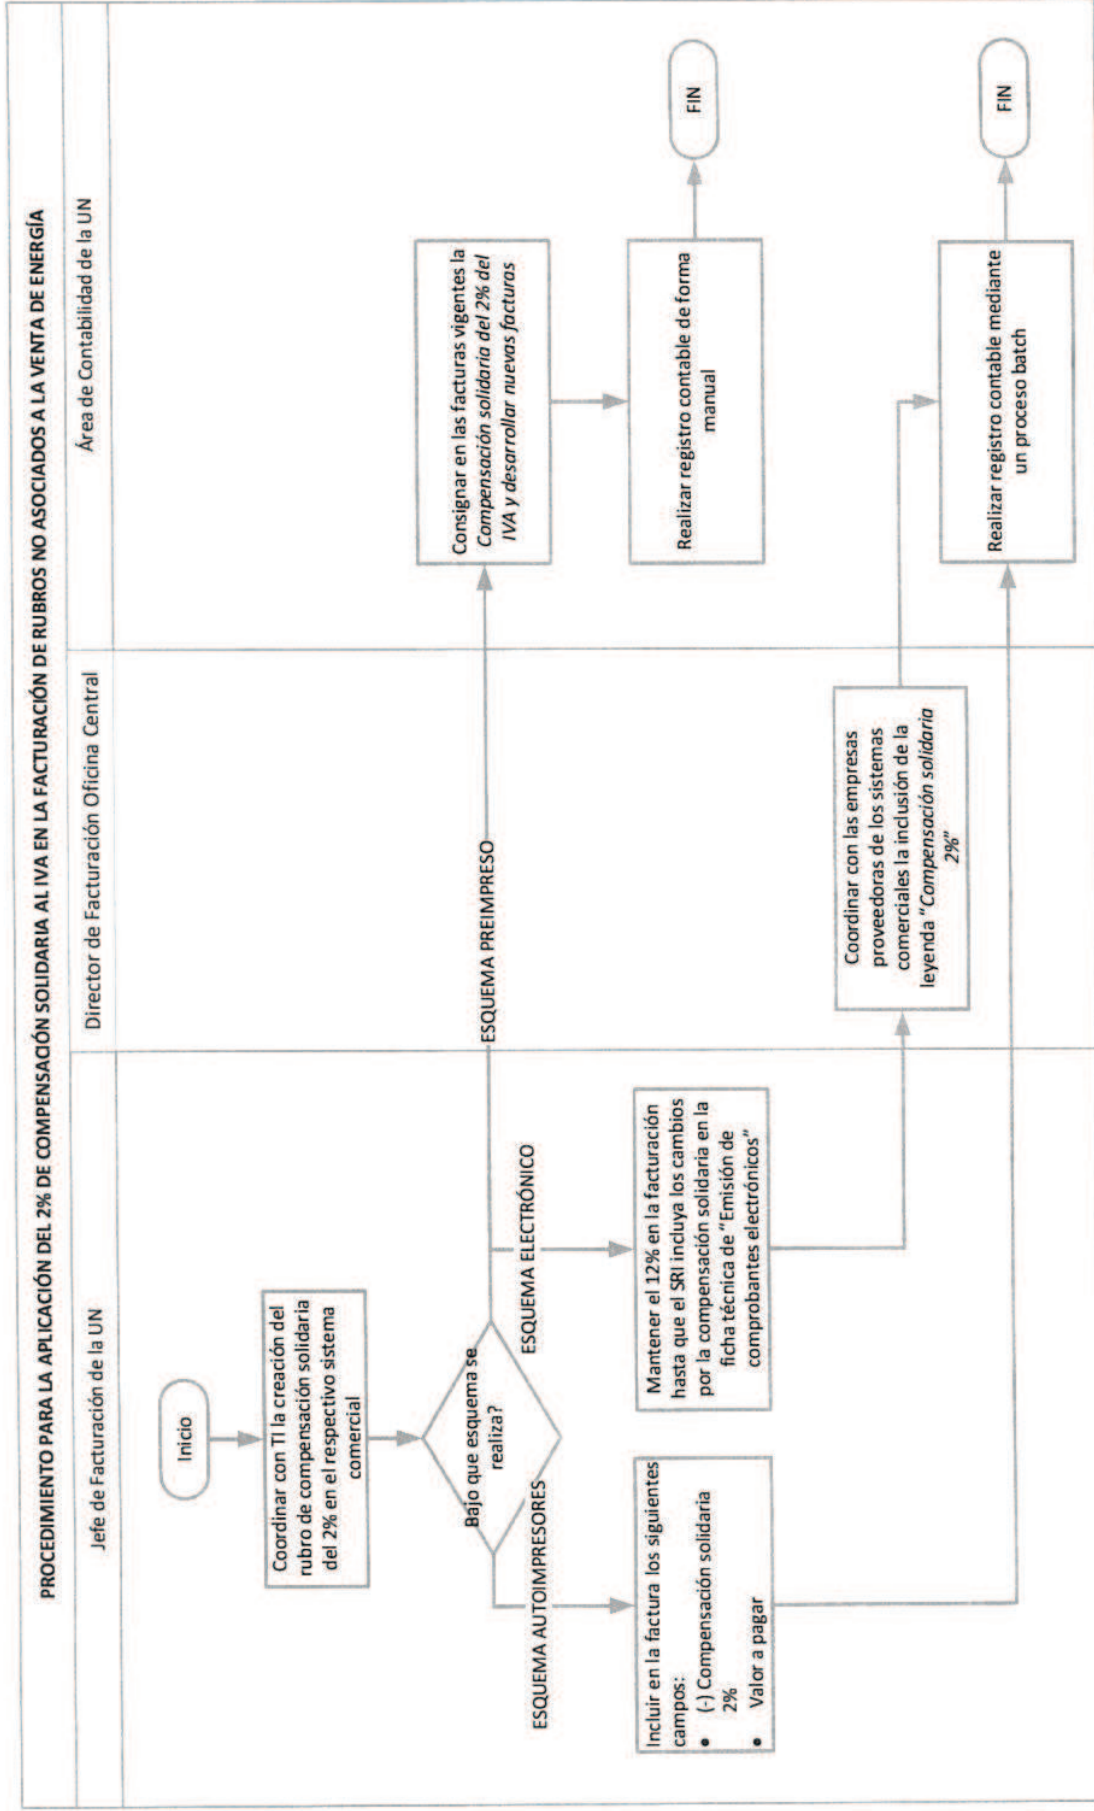 PROCEDIMIENTO PARA LA APLICACIÓN DEL 2% DE COMPENSACIÓN SOLIDARIA AL IVA EN LA FACTURACIÓN DE RUBROS NO ASOCIADOS A LA VENTA DE ENERGÍA
Jefe de Facturación de la UN
Director de Facturación Oficina Central
Área de Contabilidad de la UN
Inicio
Coordinar con TI la creación del
rubro de compensación solidaria
del 2% en el respectivo sistema
comercial
Bajo que esquema se
realiza?
ESQUEMA AUTOIMPRESORES
ESQUEMA ELECTRÓNICO
ESQUEMA PREIMPRESO
Incluir en la factura los siguientes
campos:
• (-) Compensación solidaria
2%
• Valor a pagar
Mantener el 12% en la facturación
hasta que el SRI incluya los cambios
por la compensación solidaria en la
ficha técnica de "Emisión de
comprobantes electrónicos"
Coordinar con las empresas
proveedoras de los sistemas
comerciales la inclusión de la
leyenda "Compensación solidaria
2%"
Consignar en las facturas vigentes la
Compensación solidaria del 2% del
IVA y desarrollar nuevas facturas
Realizar registro contable de forma
manual
FIN
Realizar registro contable mediante
un proceso batch
FIN